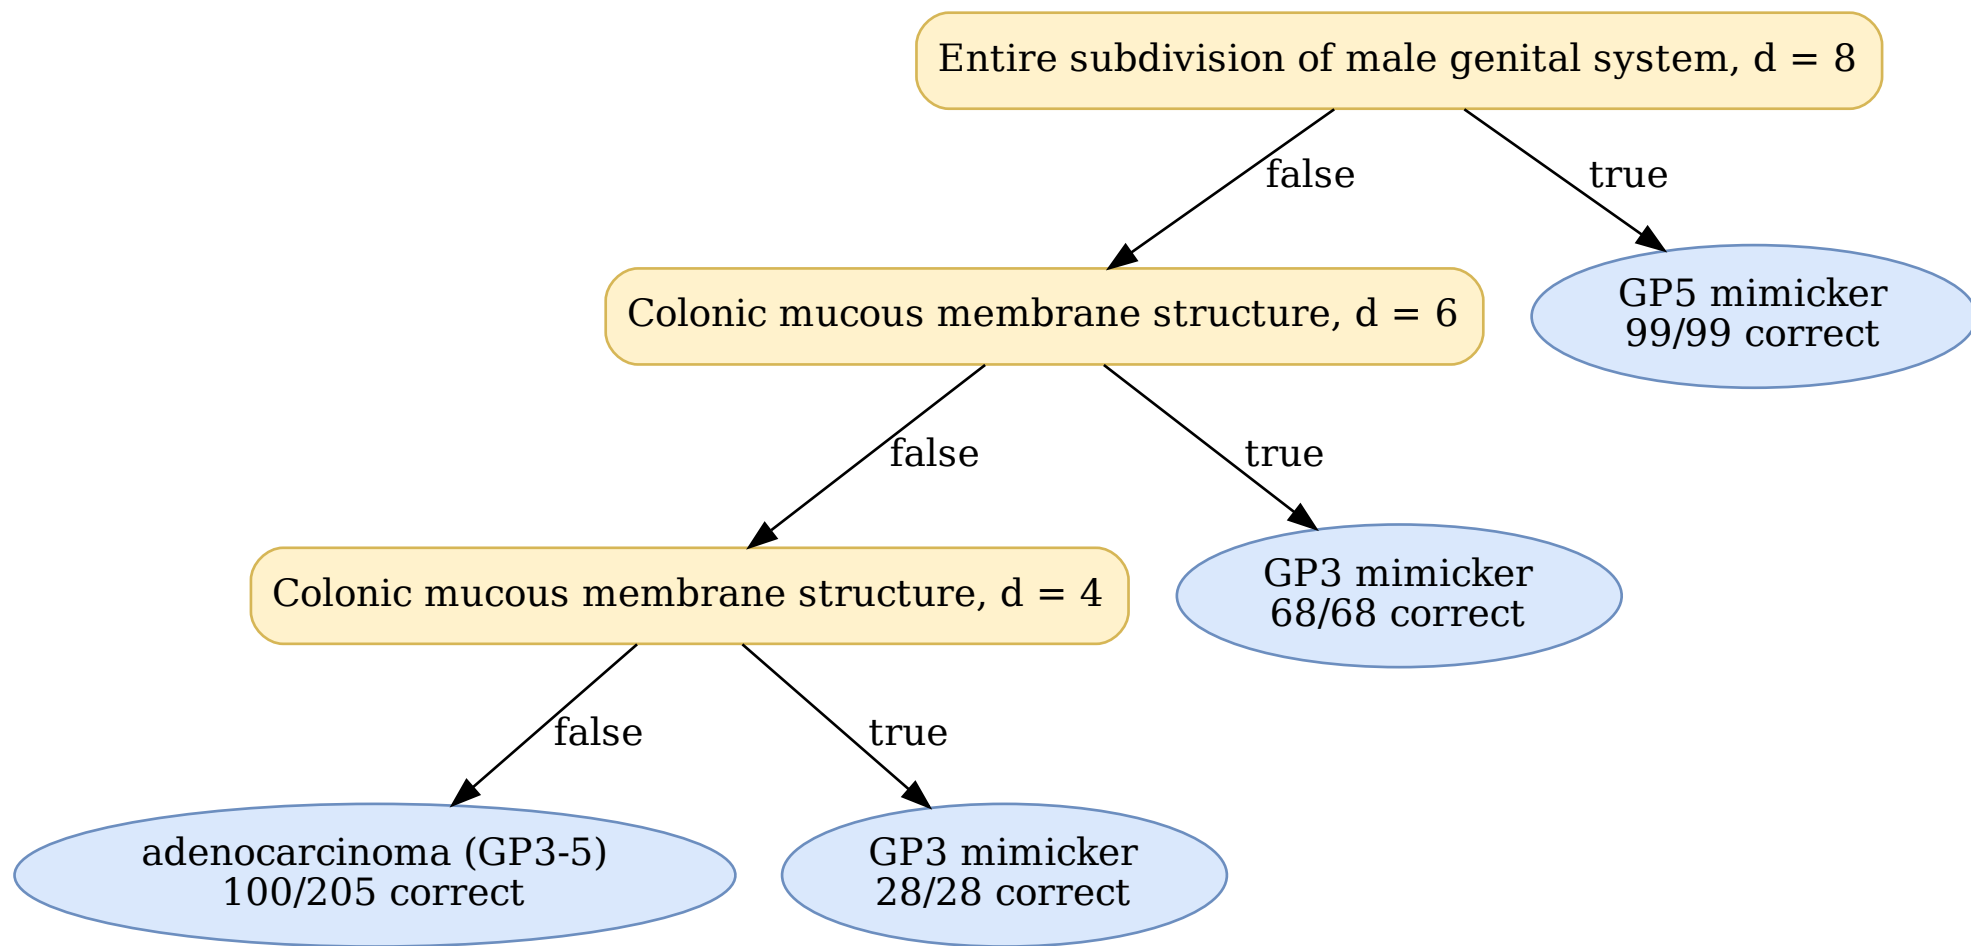 Entire subdivision of male genital system, d = 8
false
true
Colonic mucous membrane structure, d = 6
GP5 mimicker
99/99 correct
false
true
Colonic mucous membrane structure, d = 4
GP3 mimicker
68/68 correct
false
true
adenocarcinoma (GP3-5)
100/205 correct
GP3 mimicker
28/28 correct